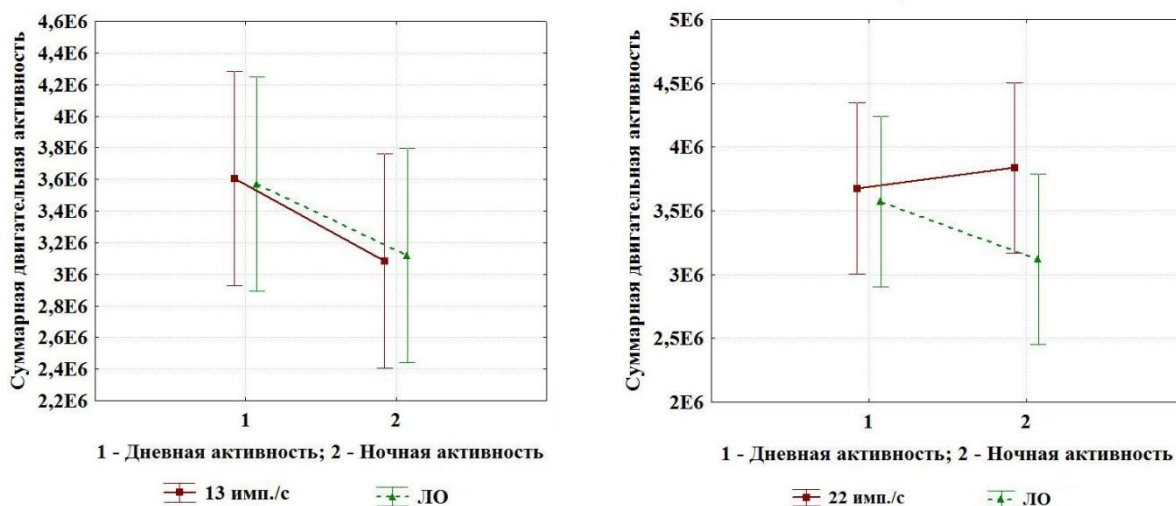 Суммарная двигательная активность
4,6E6
4,4E6
4,2E6
4E6
3,8E6
3,6E6
3,4E6
3,2E6
3E6
2,8E6
2,6E6
2,4E6
2,2E6
1 2
1 - Дневная активность; 2 - Ночная активность
13 имп./с ЛО
Суммарная двигательная активность
5E6
4,5E6
4E6
3,5E6
3E6
2,5E6
2E6
1 2
1 - Дневная активность; 2 - Ночная активность
22 имп./с ЛО